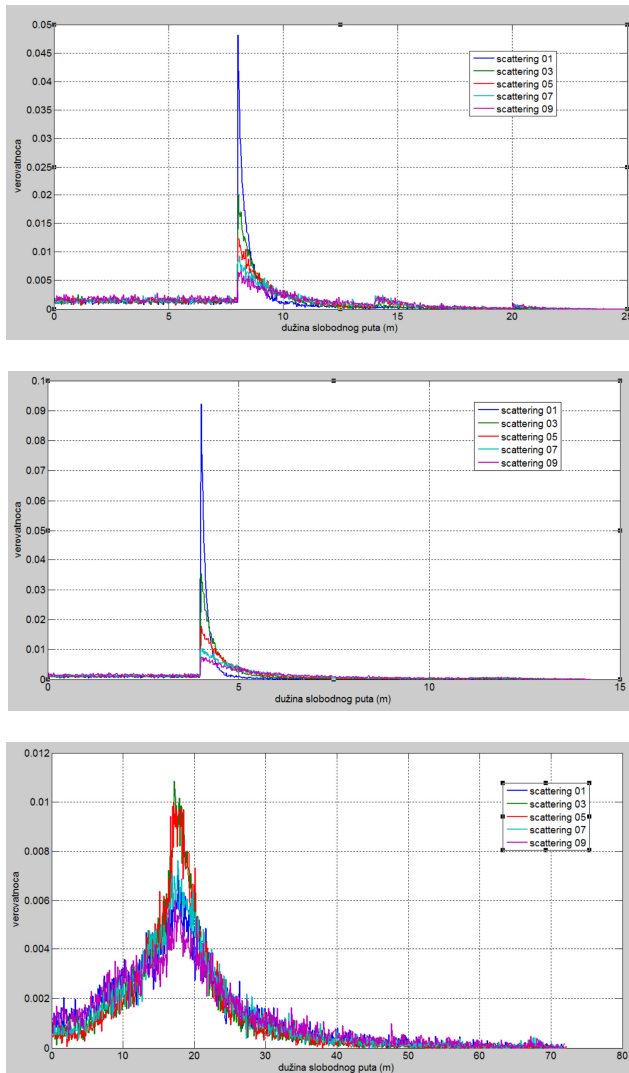 0.05
0.045
0.04
0.035
0.03
0.025
0.02
0.015
0.01
0.005
0
verovatnoca
scattering 01
scattering 03
scattering 05
scattering 07
scattering 09
0 5 10 15 20 25
dužina slobodnog puta (m)
0.1
0.09
0.08
0.07
0.06
0.05
0.04
0.03
0.02
0.01
0
verovatnoca
scattering 01
scattering 03
scattering 05
scattering 07
scattering 09
0 5 10 15
dužina slobodnog puta (m)
0.012
0.01
0.008
0.006
0.004
0.002
0
verovatnoca
scattering 01
scattering 03
scattering 05
scattering 07
scattering 09
0 10 20 30 40 50 60 70 80
dužina slobodnog puta (m)